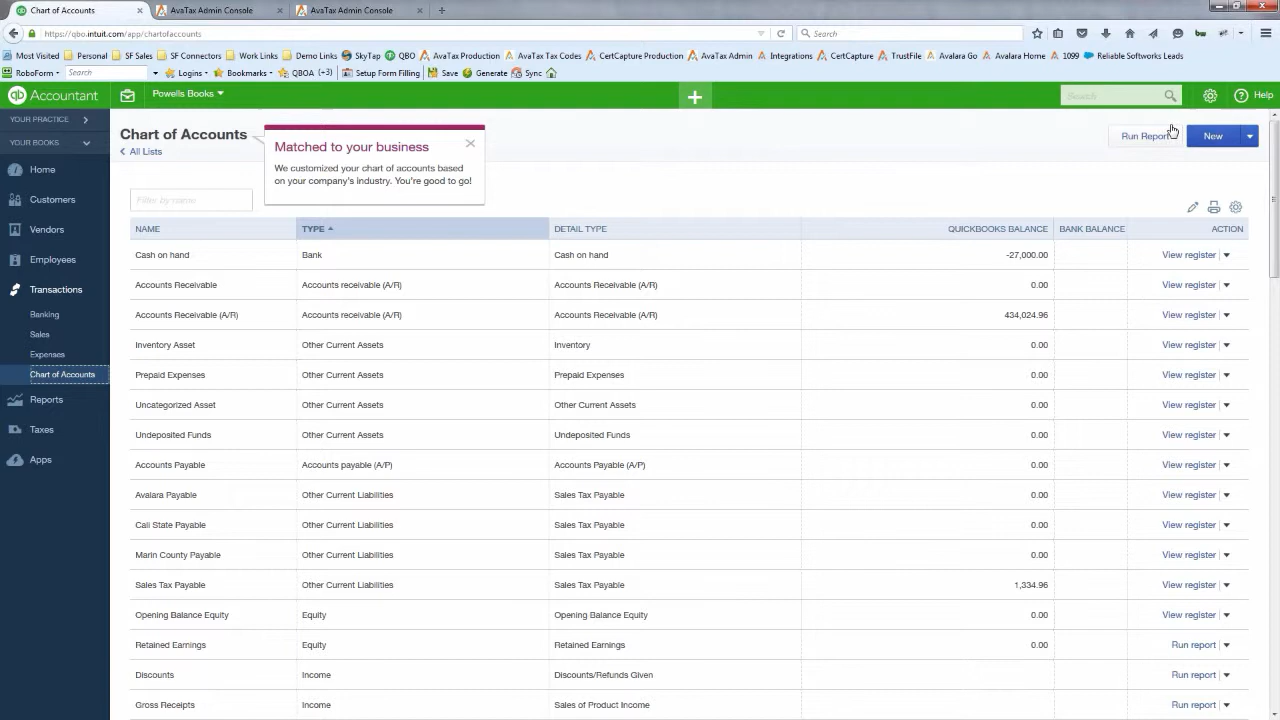 Chart of Accounts
AvaTax Admin Console
AvaTax Admin Console
https://qbo.intuit.com/app/chartofaccounts
Search
Most Visited Personal SF Sales SF Connectors Work Links Demo Links SkyTap QBO AvaTax Production AvaTax Tax Codes CertCapture Production AvaTax Admin Integrations CertCapture TrustFile Avalara Go Avalara Home 1099 Reliable Softworks Leads
RoboForm Search Logins Bookmarks QBOA (+3) Setup Form Filling Save Generate Sync
qb Accountant Powells Books + Search ? Help
YOUR PRACTICE
YOUR BOOKS
Home
Customers
Vendors
Employees
Transactions
Banking
Sales
Expenses
Chart of Accounts
Reports
Taxes
Apps
Chart of Accounts
All Lists
Matched to your business
We customized your chart of accounts based
on your company's industry. You're good to go!
Run Report New
Filter by name
NAME TYPE DETAIL TYPE QUICKBOOKS BALANCE BANK BALANCE ACTION
Cash on hand Bank Cash on hand -27,000.00 View register
Accounts Receivable Accounts receivable (A/R) Accounts Receivable (A/R) 0.00 View register
Accounts Receivable (A/R) Accounts receivable (A/R) Accounts Receivable (A/R) 434,024.96 View register
Inventory Asset Other Current Assets Inventory 0.00 View register
Prepaid Expenses Other Current Assets Prepaid Expenses 0.00 View register
Uncategorized Asset Other Current Assets Other Current Assets 0.00 View register
Undeposited Funds Other Current Assets Undeposited Funds 0.00 View register
Accounts Payable Accounts payable (A/P) Accounts Payable (A/P) 0.00 View register
Avalara Payable Other Current Liabilities Sales Tax Payable 0.00 View register
Cali State Payable Other Current Liabilities Sales Tax Payable 0.00 View register
Marin County Payable Other Current Liabilities Sales Tax Payable 0.00 View register
Sales Tax Payable Other Current Liabilities Sales Tax Payable 1,334.96 View register
Opening Balance Equity Equity Opening Balance Equity 0.00 View register
Retained Earnings Equity Retained Earnings 0.00 Run report
Discounts Income Discounts/Refunds Given Run report
Gross Receipts Income Sales of Product Income Run report